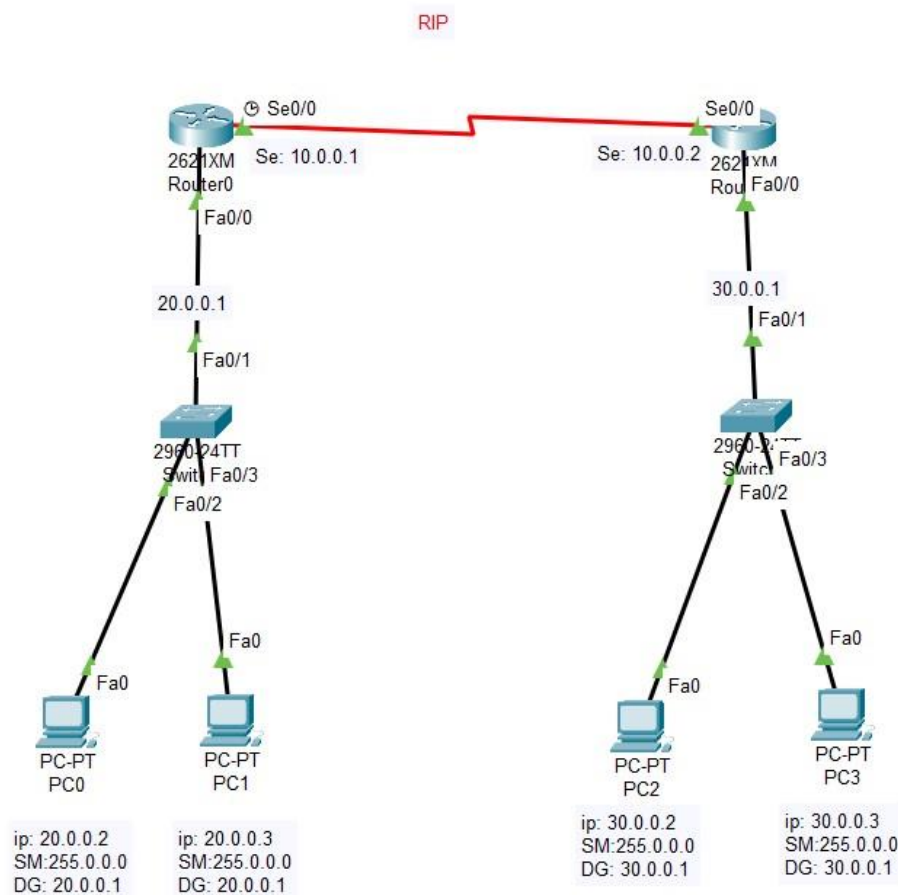 RIP
Se0/0
Se0/0
Se: 10.0.0.1
Se: 10.0.0.2
2621XM
Router0
Fa0/0
Fa0/0
20.0.0.1
30.0.0.1
Fa0/1
Fa0/1
2960-24TT
Fa0/3
Fa0/2
Fa0/3
Fa0/2
Fa0
Fa0
Fa0
Fa0
PC-PT
PC0
PC-PT
PC1
PC-PT
PC2
PC-PT
PC3
ip: 20.0.0.2
SM:255.0.0.0
DG: 20.0.0.1
ip: 20.0.0.3
SM:255.0.0.0
DG: 20.0.0.1
ip: 30.0.0.2
SM:255.0.0.0
DG: 30.0.0.1
ip: 30.0.0.3
SM:255.0.0.0
DG: 30.0.0.1